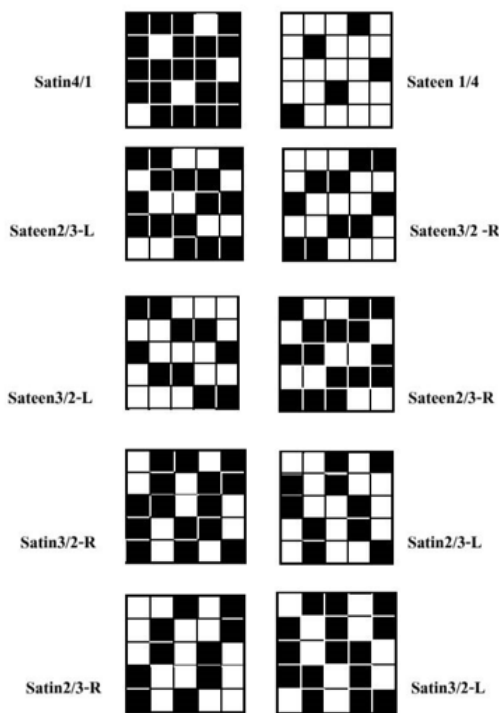 Satin4/1
Sateen 1/4
Sateen2/3-L
Sateen3/2 -R
Sateen3/2-L
Sateen2/3-R
Satin3/2-R
Satin2/3-L
Satin2/3-R
Satin3/2-L